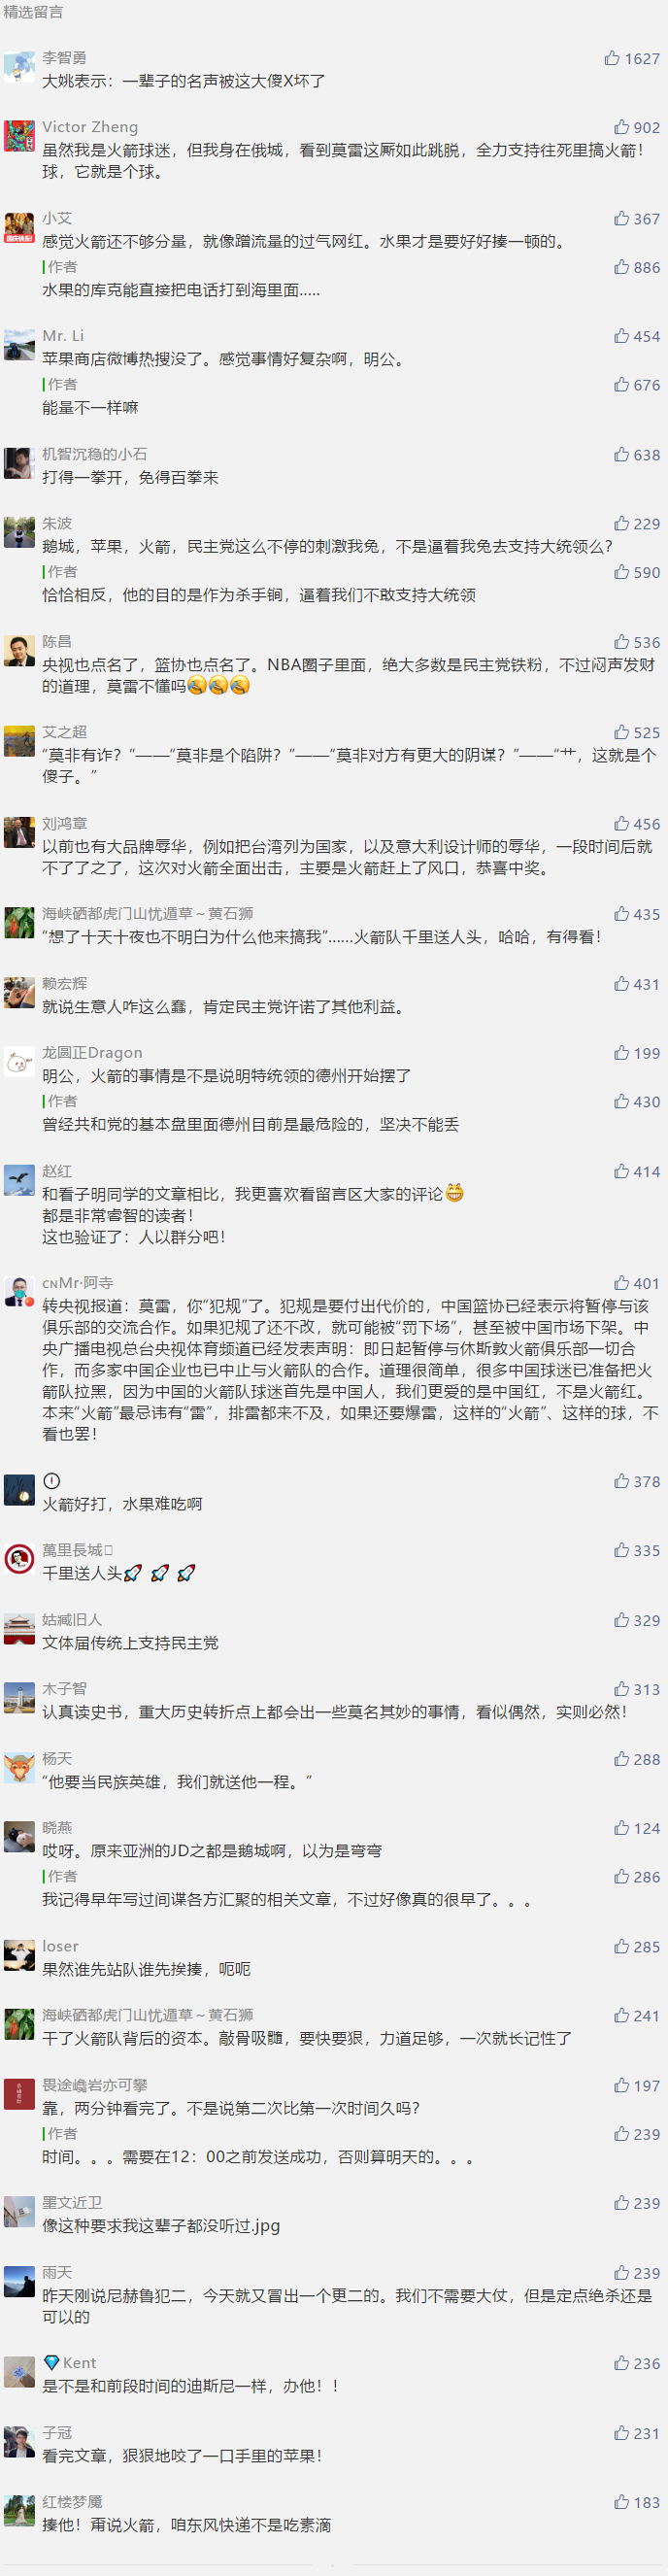 精选留言
李智勇
1627
大姚表示：一辈子的名声被这大傻X坏了
Victor Zheng
902
虽然我是火箭球迷，但我身在俄城，看到莫雷这厮如此跳脱，全力支持往死里搞火箭！
球，它就是个球。
小艾
367
感觉火箭还不够分量，就像蹭流量的过气网红。水果才是要好好揍一顿的。
作者
886
水果的库克能直接把电话打到海里面.....
Mr. Li
454
苹果商店微博热搜没了。感觉事情好复杂啊，明公。
作者
676
能量不一样嘛
机智沉稳的小石
638
打得一拳开，免得百拳来
朱波
229
鹅城，苹果，火箭，民主党这么不停的刺激我兔，不是逼着我兔去支持大统领么？
作者
590
恰恰相反，他的目的是作为杀手锏，逼着我们不敢支持大统领
陈昌
536
央视也点名了，篮协也点名了。NBA圈子里面，绝大多数是民主党铁粉，不过闷声发财
的道理，莫雷不懂吗
艾之超
525
“莫非有诈？”——“莫非是个陷阱？”——“莫非对方有更大的阴谋？”——“艹，这就是个
傻子。”
刘鸿章
456
以前也有大品牌辱华，例如把台湾列为国家，以及意大利设计师的辱华，一段时间后就
不了了之了，这次对火箭全面出击，主要是火箭赶上了风口，恭喜中奖。
海峡硒都虎门山忧遁草～黄石狮
435
“想了十天十夜也不明白为什么他来搞我”......火箭队千里送人头，哈哈，有得看！
赖宏辉
431
就说生意人咋这么蠢，肯定民主党许诺了其他利益。
龙圆正Dragon
199
明公，火箭的事情是不是说明特统领的德州开始摆了
作者
430
曾经共和党的基本盘里面德州目前是最危险的，坚决不能丢
赵红
414
和看子明同学的文章相比，我更喜欢看留言区大家的评论
都是非常睿智的读者！
这也验证了：人以群分吧！
ᴄɴMr·阿寺
401
转央视报道：莫雷，你“犯规”了。犯规是要付出代价的，中国篮协已经表示将暂停与该
俱乐部的交流合作。如果犯规了还不改，就可能被“罚下场”，甚至被中国市场下架。中
央广播电视总台央视体育频道已经发表声明：即日起暂停与休斯敦火箭俱乐部一切合
作，而多家中国企业也已中止与火箭队的合作。道理很简单，很多中国球迷已准备把火
箭队拉黑，因为中国的火箭队球迷首先是中国人，我们更爱的是中国红，不是火箭红。
本来“火箭”最忌讳有“雷”，排雷都来不及，如果还要爆雷，这样的“火箭”、这样的球，不
看也罢！
378
火箭好打，水果难吃啊
萬里長城
335
千里送人头🚀 🚀 🚀
姑臧旧人
329
文体届传统上支持民主党
木子智
313
认真读史书，重大历史转折点上都会出一些莫名其妙的事情，看似偶然，实则必然！
杨天
288
“他要当民族英雄，我们就送他一程。”
晓燕
124
哎呀。原来亚洲的JD之都是鹅城啊，以为是弯弯
作者
286
我记得早年写过间谍各方汇聚的相关文章，不过好像真的很早了。。。
loser
285
果然谁先站队谁先挨揍，呃呃
海峡硒都虎门山忧遁草～黄石狮
241
干了火箭队背后的资本。敲骨吸髓，要快要狠，力道足够，一次就长记性了
畏途巉岩亦可攀
197
靠，两分钟看完了。不是说第二次比第一次时间久吗？
作者
239
时间。。。需要在12：00之前发送成功，否则算明天的。。。
墨文近卫
239
像这种要求我这辈子都没听过.jpg
雨天
239
昨天刚说尼赫鲁犯二，今天就又冒出一个更二的。我们不需要大仗，但是定点绝杀还是
可以的
💎Kent
236
是不是和前段时间的迪斯尼一样，办他！！
子冠
231
看完文章，狠狠地咬了一口手里的苹果！
红楼梦魇
183
揍他！甭说火箭，咱东风快递不是吃素滴